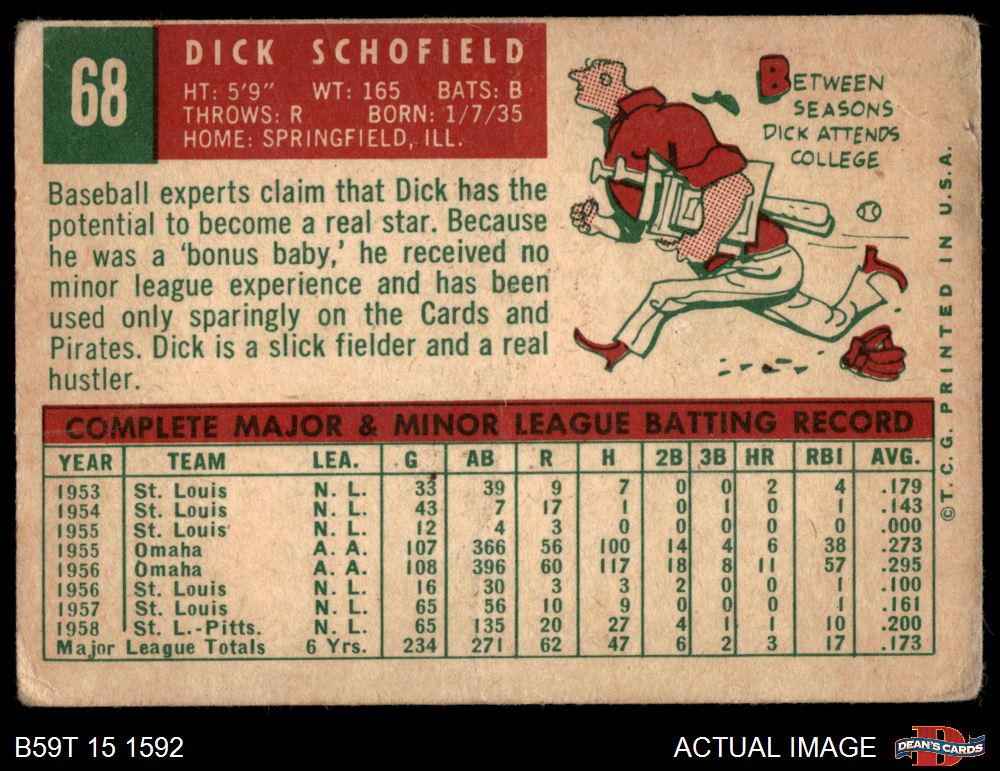 68
DICK SCHOFIELD
HT: 5'9" WT: 165 BATS: B
THROWS: R BORN: 1/7/35
HOME: SPRINGFIELD, ILL.
BETWEEN
SEASONS
DICK ATTENDS
COLLEGE
Baseball experts claim that Dick has the
potential to become a real star. Because
he was a 'bonus baby,' he received no
minor league experience and has been
used only sparingly on the Cards and
Pirates. Dick is a slick fielder and a real
hustler.
©T. C. G. PRINTED IN U.S.A.
COMPLETE MAJOR & MINOR LEAGUE BATTING RECORD
YEAR TEAM LEA. G AB R H 2B 3B HR RBI AVG.
1953 St. Louis N. L. 33 39 9 7 0 0 2 4 .179
1954 St. Louis N. L. 43 7 17 1 0 1 0 1 .143
1955 St. Louis N. L. 12 4 3 0 0 0 0 0 .000
1955 Omaha A. A. 107 366 56 100 14 4 6 38 .273
1956 Omaha A. A. 108 396 60 117 18 8 11 57 .295
1956 St. Louis N. L. 16 30 3 3 2 0 0 1 .100
1957 St. Louis N. L. 65 56 10 9 0 0 0 1 .161
1958 St. L.-Pitts. N. L. 65 135 20 27 4 1 1 10 .200
Major League Totals 6 Yrs. 234 271 62 47 6 2 3 17 .173
B59T 15 1592
ACTUAL IMAGE
DEAN'S CARDS